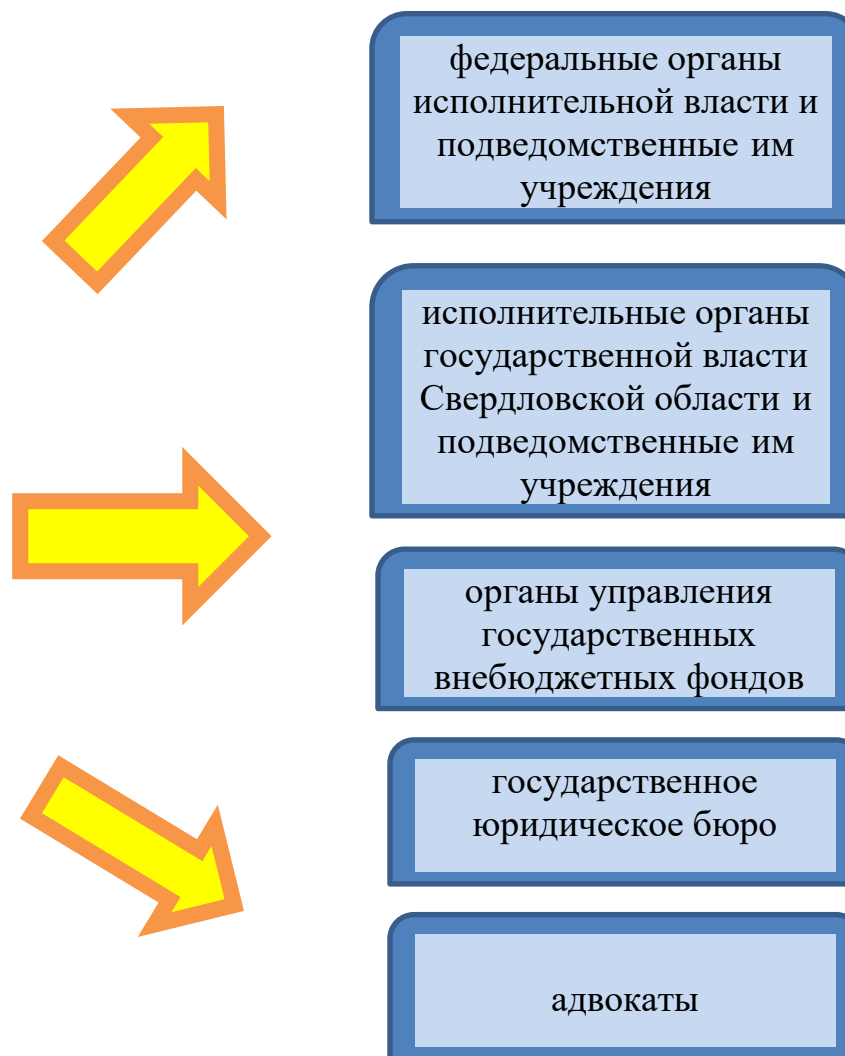 федеральные органы
исполнительной власти и
подведомственные им
учреждения
исполнительные органы
государственной власти
Свердловской области и
подведомственные им
учреждения
органы управления
государственных
внебюджетных фондов
государственное
юридическое бюро
адвокаты